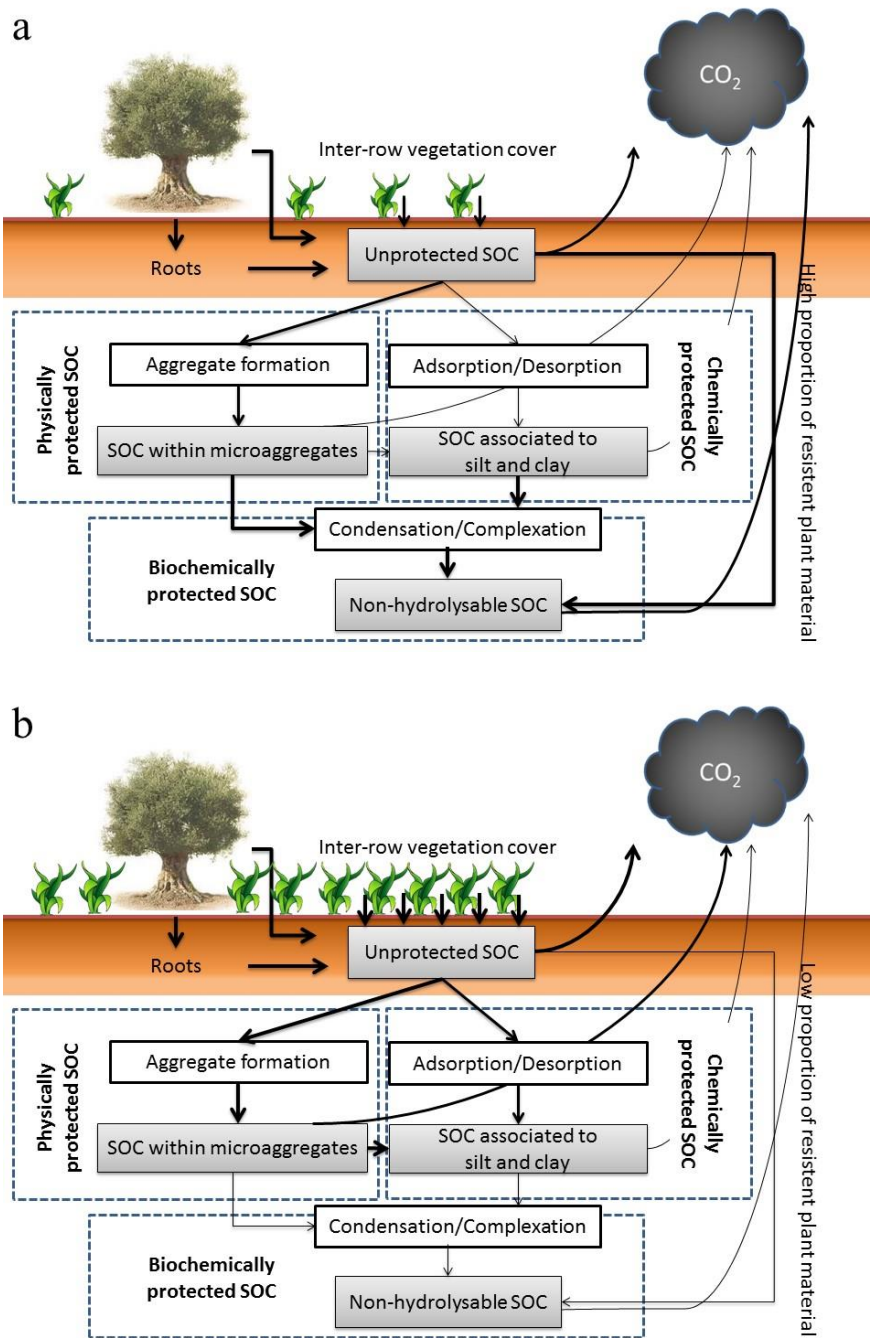 a
CO₂
Inter-row vegetation cover
Unprotected SOC
Roots
High proportion of resistent plant material
Physically
protected SOC
Aggregate formation
Adsorption/Desorption
Chemically
protected SOC
SOC within microaggregates
SOC associated to
silt and clay
Condensation/Complexation
Biochemically
protected SOC
Non-hydrolysable SOC
b
CO₂
Inter-row vegetation cover
Unprotected SOC
Roots
Low proportion of resistent plant material
Physically
protected SOC
Aggregate formation
Adsorption/Desorption
Chemically
protected SOC
SOC within microaggregates
SOC associated to
silt and clay
Condensation/Complexation
Biochemically
protected SOC
Non-hydrolysable SOC